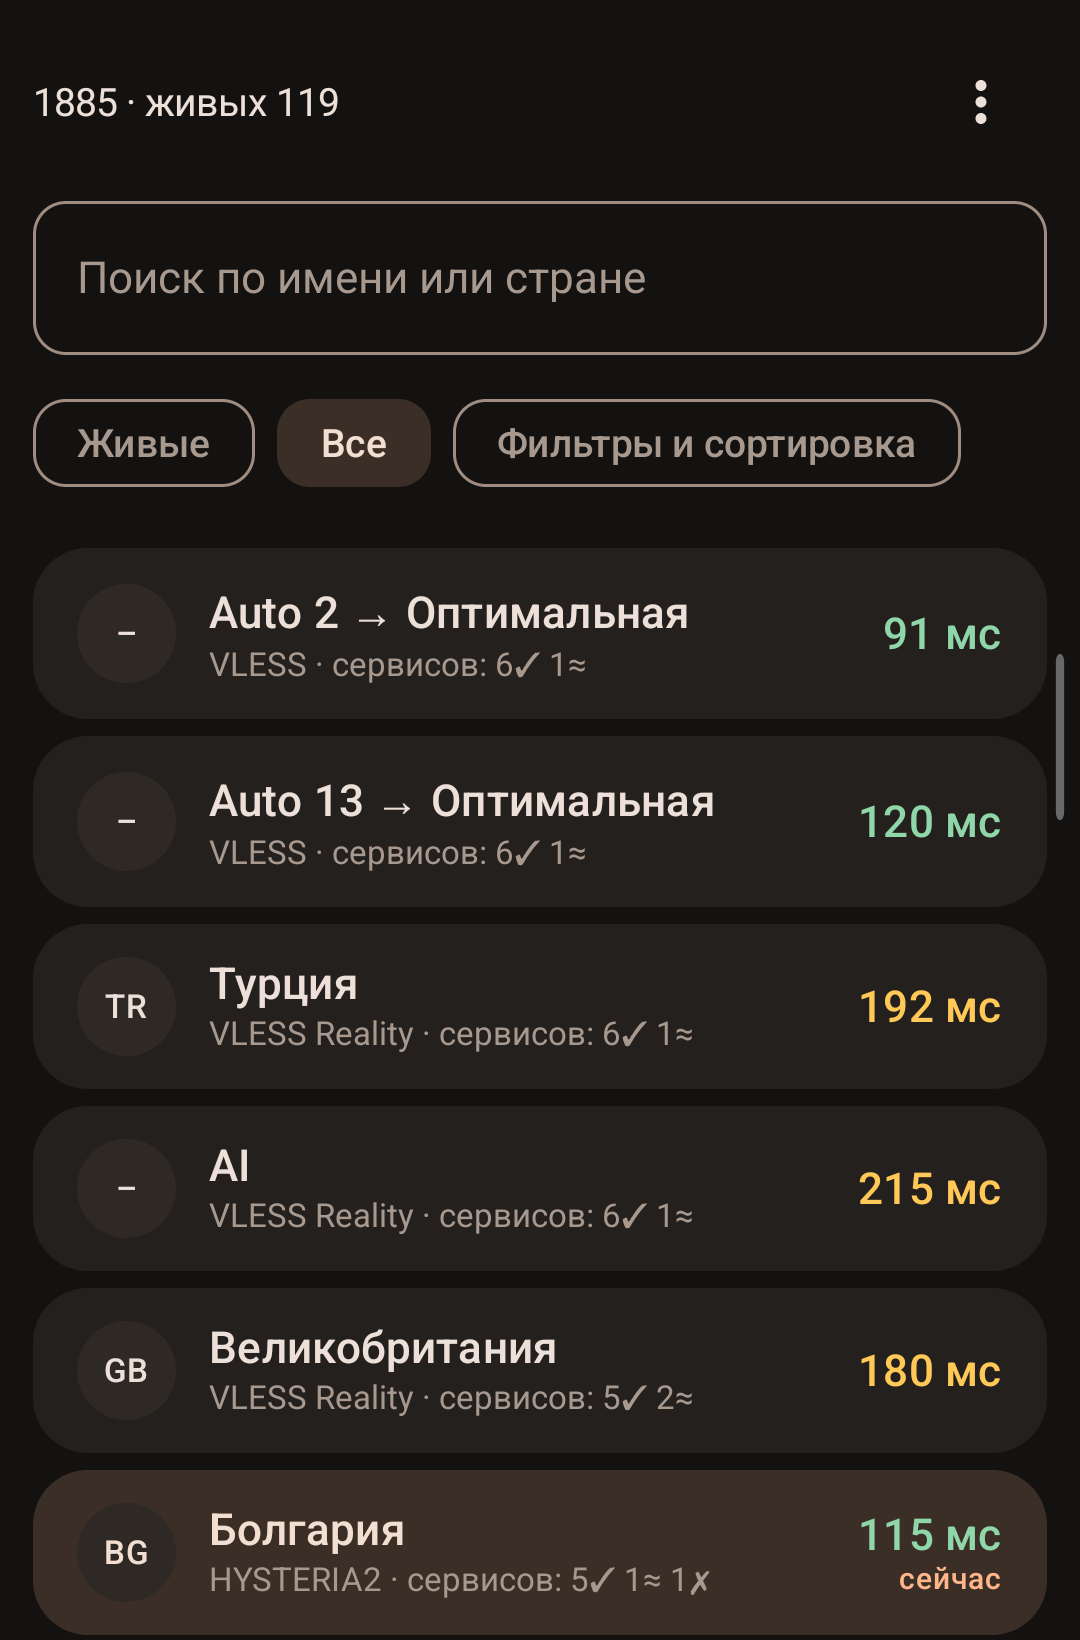 1885 · живых 119
Поиск по имени или стране
Живые
Все
Фильтры и сортировка
–
Auto 2 → Оптимальная
VLESS · сервисов: 6✓ 1≈
91 мс
–
Auto 13 → Оптимальная
VLESS · сервисов: 6✓ 1≈
120 мс
TR
Турция
VLESS Reality · сервисов: 6✓ 1≈
192 мс
–
AI
VLESS Reality · сервисов: 6✓ 1≈
215 мс
GB
Великобритания
VLESS Reality · сервисов: 5✓ 2≈
180 мс
BG
Болгария
HYSTERIA2 · сервисов: 5✓ 1≈ 1✗
115 мс
сейчас